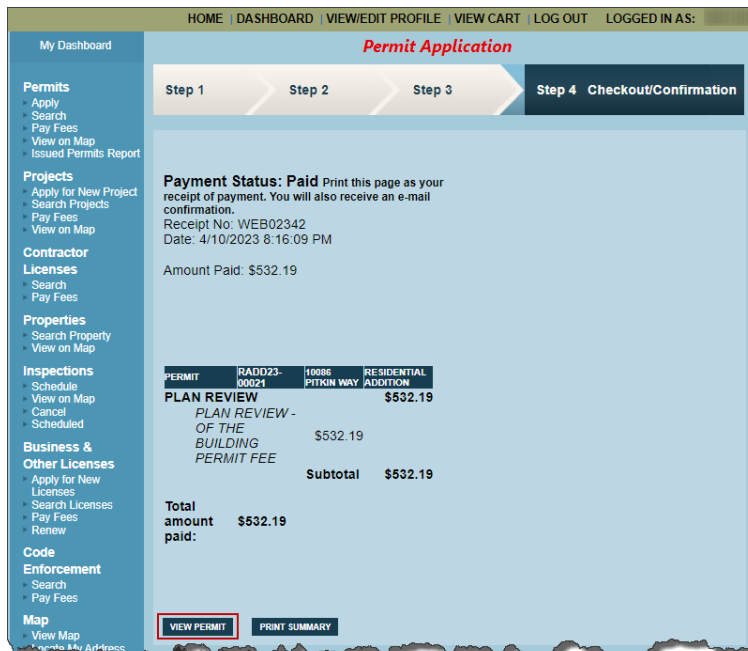 HOME | DASHBOARD | VIEW/EDIT PROFILE | VIEW CART | LOG OUT LOGGED IN AS:
My Dashboard
Permit Application
Step 1 Step 2 Step 3 Step 4 Checkout/Confirmation
Permits
Apply
Search
Pay Fees
View on Map
Issued Permits Report
Projects
Apply for New Project
Search Projects
Pay Fees
View on Map
Contractor
Licenses
Search
Pay Fees
Properties
Search Property
View on Map
Inspections
Schedule
View on Map
Cancel
Scheduled
Business &
Other Licenses
Apply for New
Licenses
Search Licenses
Pay Fees
Renew
Code
Enforcement
Search
Pay Fees
Map
View Map
Locate My Address
Payment Status: Paid Print this page as your
receipt of payment. You will also receive an e-mail
confirmation.
Receipt No: WEB02342
Date: 4/10/2023 8:16:09 PM
Amount Paid: $532.19
PERMIT RADD23- 10086 RESIDENTIAL
00021 PITKIN WAY ADDITION
PLAN REVIEW $532.19
PLAN REVIEW -
OF THE
BUILDING $532.19
PERMIT FEE
Subtotal $532.19
Total
amount $532.19
paid:
VIEW PERMIT PRINT SUMMARY